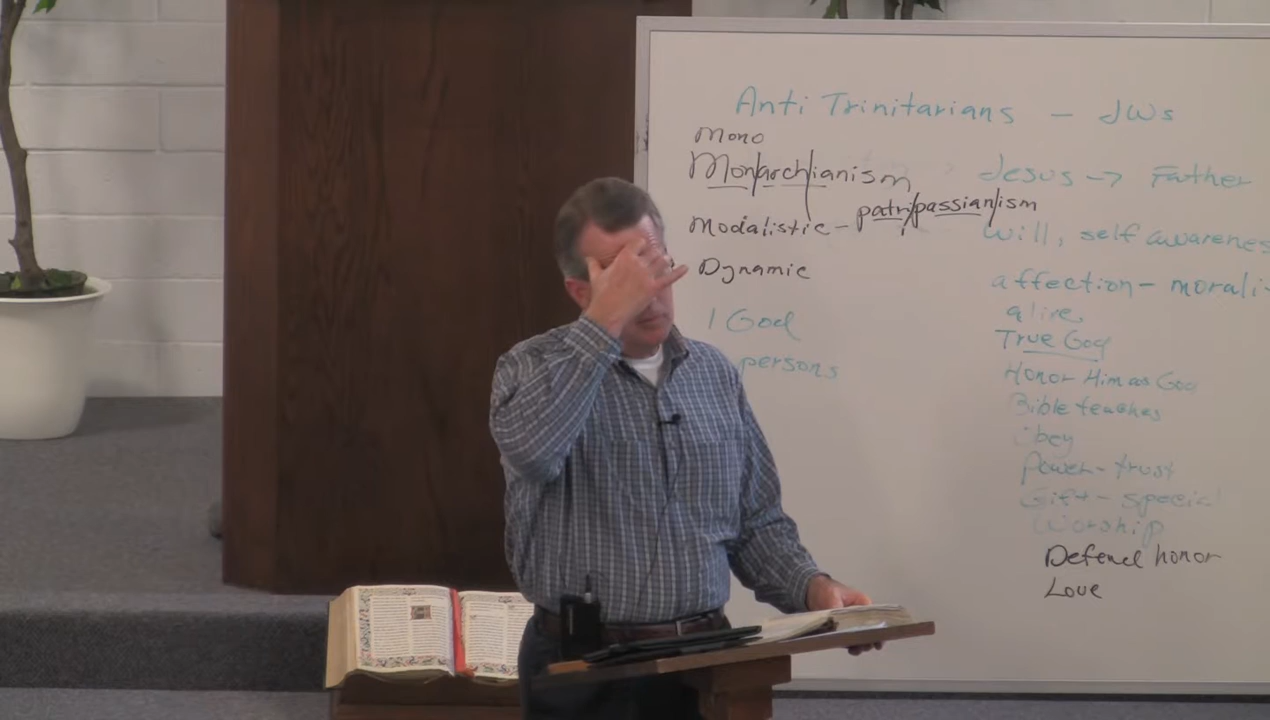 Anti Trinitarians - JWs
Mono
Monarchianism
Jesus → Father
Modalistic - patripassianism
will, self awarenes
Dynamic
affection - morali
alive
1 God
True God
persons
Honor Him as God
Bible teaches
obey
Power - trust
Gift - special
Worship
Defend honor
Love